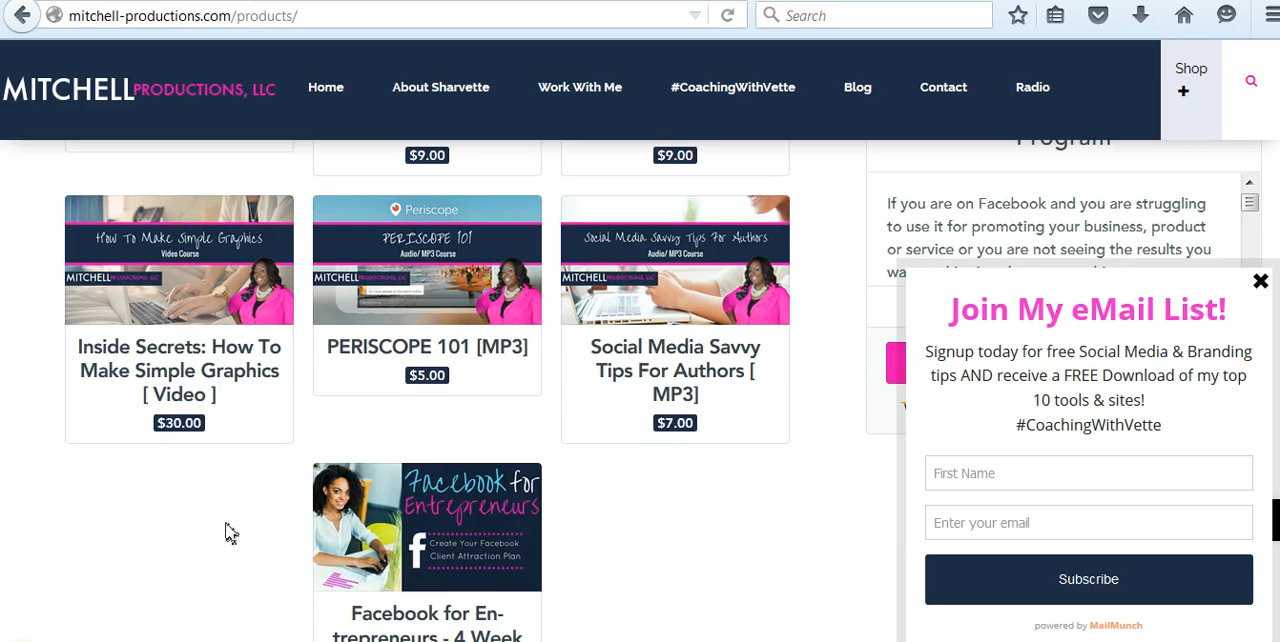 mitchell-productions.com/products/
Search
MITCHELL PRODUCTIONS, LLC
Home
About Sharvette
Work With Me
#CoachingWithVette
Blog
Contact
Radio
Shop
+
$9.00
$9.00
How To Make Simple Graphics
Video Course
MITCHELL PRODUCTIONS, LLC
Inside Secrets: How To
Make Simple Graphics
[ Video ]
$30.00
Periscope
PERISCOPE 101
Audio/ MP3 Course
MITCHELL PRODUCTIONS, LLC
PERISCOPE 101 [MP3]
$5.00
Social Media Savvy Tips For Authors
Audio/ MP3 Course
MITCHELL PRODUCTIONS, LLC
Social Media Savvy
Tips For Authors [
MP3]
$7.00
Facebook for
Entrepreneurs
f
Create Your Facebook
Client Attraction Plan
Facebook for En-
trepreneurs - 4 Week
Program
If you are on Facebook and you are struggling
to use it for promoting your business, product
or service or you are not seeing the results you
Join My eMail List!
Signup today for free Social Media & Branding
tips AND receive a FREE Download of my top
10 tools & sites!
#CoachingWithVette
First Name
Enter your email
Subscribe
powered by MailMunch